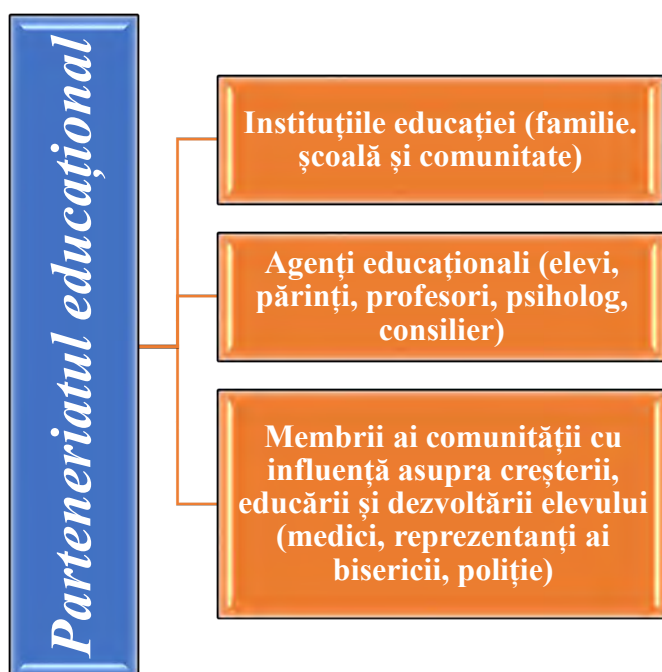 Parteneriatul educațional
Instituțiile educației (familie.
școală și comunitate)
Agenți educaționali (elevi,
părinți, profesori, psiholog,
consilier)
Membrii ai comunității cu
influență asupra creșterii,
educării și dezvoltării elevului
(medici, reprezentanți ai
bisericii, poliție)